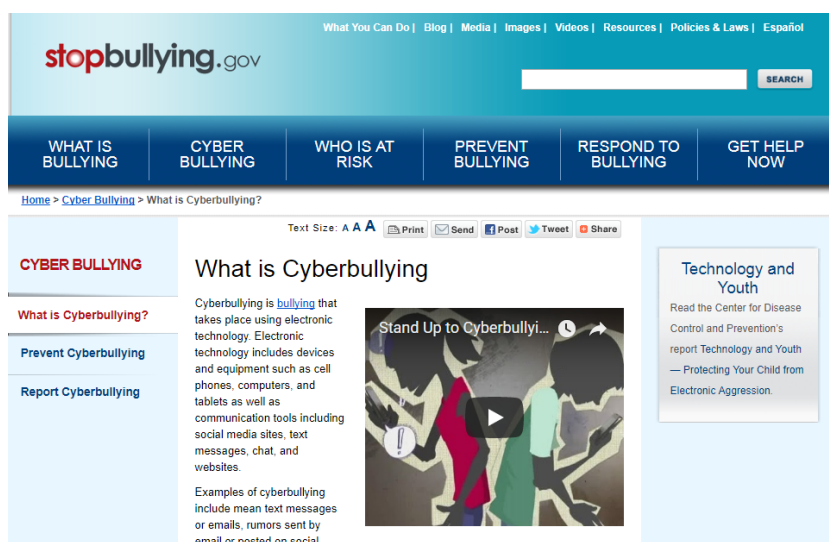 What You Can Do | Blog | Media | Images | Videos | Resources | Policies & Laws | Español
stopbullying.gov
SEARCH
WHAT IS BULLYING
CYBER BULLYING
WHO IS AT RISK
PREVENT BULLYING
RESPOND TO BULLYING
GET HELP NOW
Home > Cyber Bullying > What is Cyberbullying?
Text Size: A A A Print Send Post Tweet Share
CYBER BULLYING
What is Cyberbullying?
Prevent Cyberbullying
Report Cyberbullying
What is Cyberbullying
Cyberbullying is bullying that
takes place using electronic
technology. Electronic
technology includes devices
and equipment such as cell
phones, computers, and
tablets as well as
communication tools including
social media sites, text
messages, chat, and
websites.
Examples of cyberbullying
include mean text messages
or emails, rumors sent by
email or posted on social
Stand Up to Cyberbullyi...
Technology and
Youth
Read the Center for Disease
Control and Prevention's
report Technology and Youth
— Protecting Your Child from
Electronic Aggression.